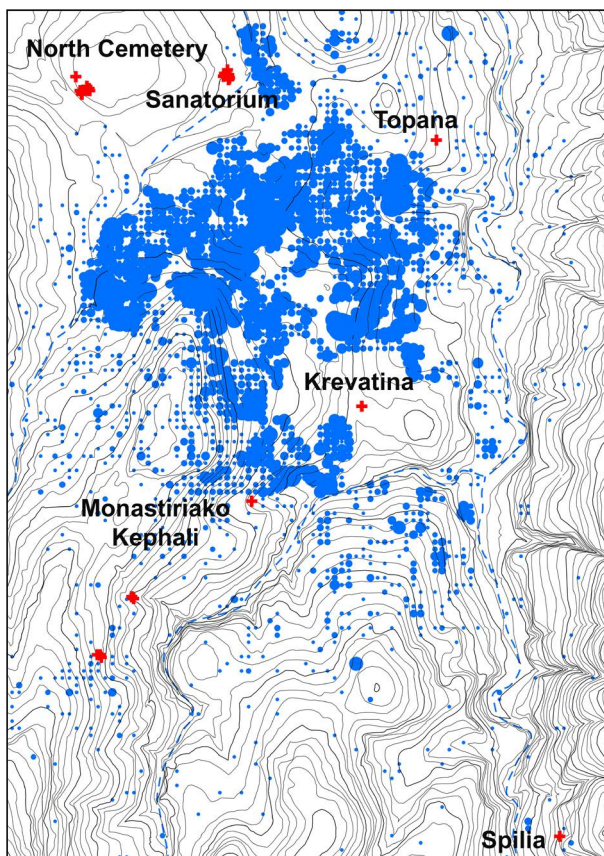 North Cemetery
Sanatorium
Topana
Krevatina
Monastiriako
Kephali
Spilia